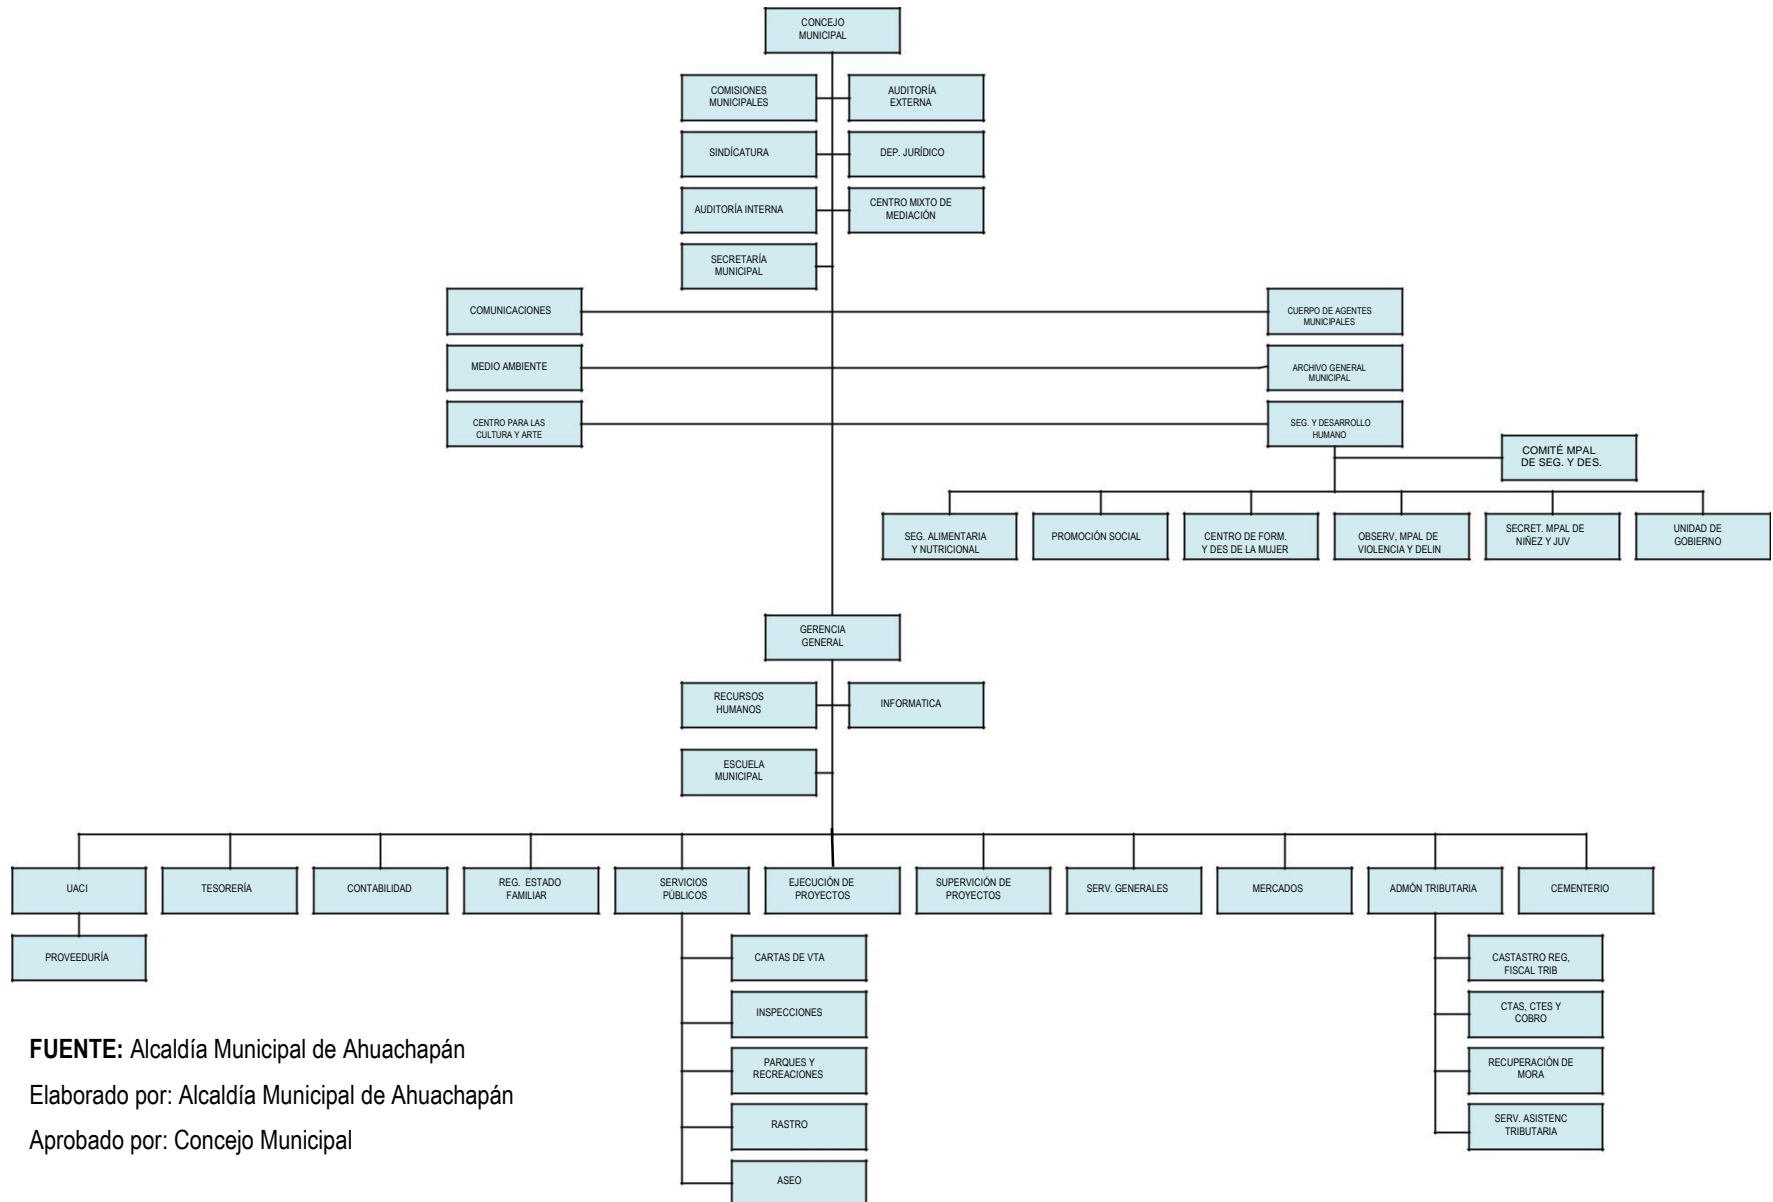 CONCEJO
MUNICIPAL
COMISIONES
MUNICIPALES
AUDITORÍA
EXTERNA
SINDÍCATURA
DEP. JURÍDICO
AUDITORÍA INTERNA
CENTRO MIXTO DE
MEDIACIÓN
SECRETARÍA
MUNICIPAL
COMUNICACIONES
CUERPO DE AGENTES
MUNICIPALES
MEDIO AMBIENTE
ARCHIVO GENERAL
MUNICIPAL
CENTRO PARA LAS
CULTURA Y ARTE
SEG. Y DESARROLLO
HUMANO
COMITÉ MPAL
DE SEG. Y DES.
SEG. ALIMENTARIA
Y NUTRICIONAL
PROMOCIÓN SOCIAL
CENTRO DE FORM.
Y DES DE LA MUJER
OBSERV, MPAL DE
VIOLENCIA Y DELIN
SECRET. MPAL DE
NIÑEZ Y JUV
UNIDAD DE
GOBIERNO
GERENCIA
GENERAL
RECURSOS
HUMANOS
INFORMATICA
ESCUELA
MUNICIPAL
UACI
TESORERÍA
CONTABILIDAD
REG. ESTADO
FAMILIAR
SERVICIOS
PÚBLICOS
EJECUCIÓN DE
PROYECTOS
SUPERVICIÓN DE
PROYECTOS
SERV. GENERALES
MERCADOS
ADMÓN TRIBUTARIA
CEMENTERIO
PROVEEDURÍA
CARTAS DE VTA
INSPECCIONES
PARQUES Y
RECREACIONES
RASTRO
ASEO
CASTASTRO REG,
FISCAL TRIB
CTAS, CTES Y
COBRO
RECUPERACIÓN DE
MORA
SERV. ASISTENC
TRIBUTARIA
FUENTE: Alcaldía Municipal de Ahuachapán
Elaborado por: Alcaldía Municipal de Ahuachapán
Aprobado por: Concejo Municipal